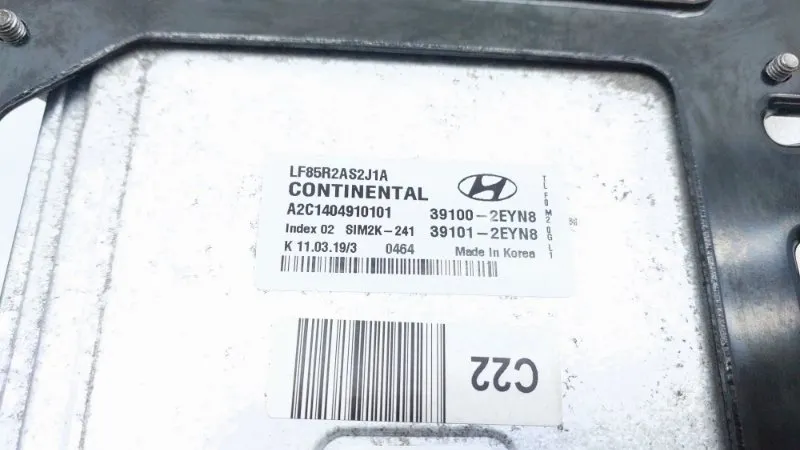 LF85R2AS2J1A
CONTINENTAL
A2C1404910101 39100-2EYN8
Index 02 SIM2K-241 39101-2EYN8
K 11.03.19/3 0464 Made in Korea
C22